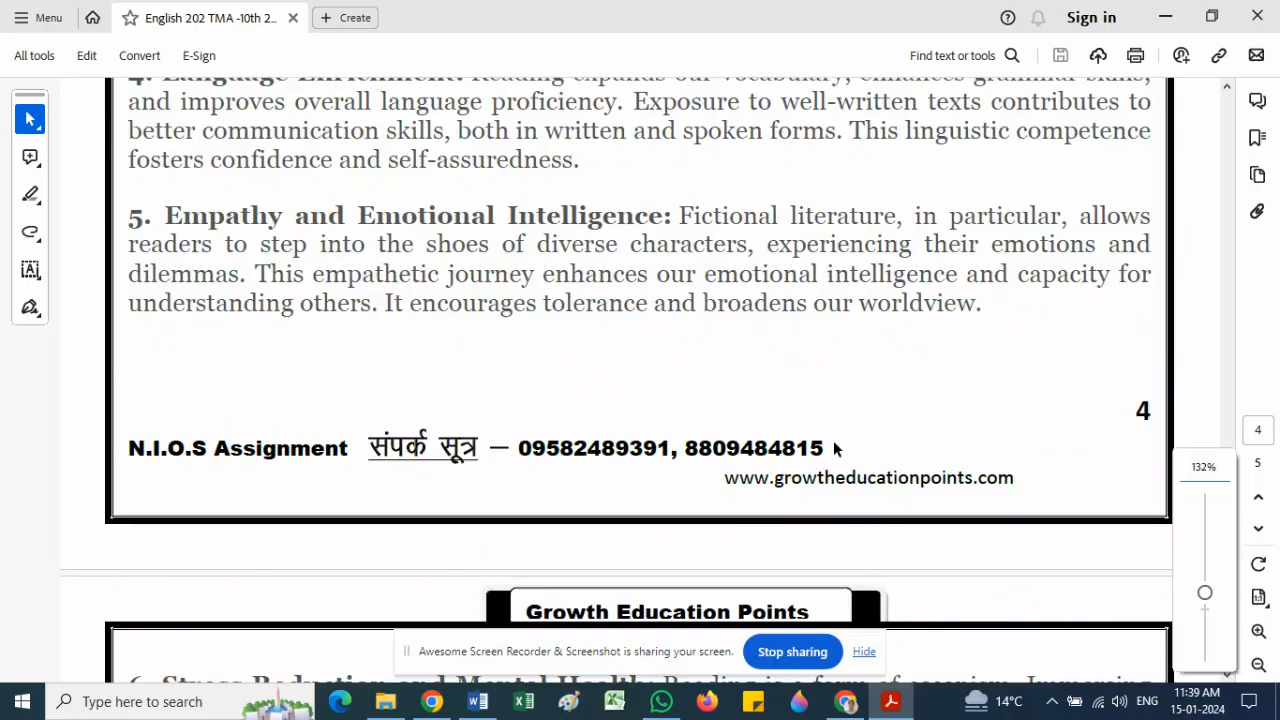 Menu
English 202 TMA -10th 2...
Create
Sign in
All tools
Edit
Convert
E-Sign
Find text or tools
4. Language Enrichment: Reading expands our vocabulary, enhances grammar skills,
and improves overall language proficiency. Exposure to well-written texts contributes to
better communication skills, both in written and spoken forms. This linguistic competence
fosters confidence and self-assuredness.
5. Empathy and Emotional Intelligence: Fictional literature, in particular, allows
readers to step into the shoes of diverse characters, experiencing their emotions and
dilemmas. This empathetic journey enhances our emotional intelligence and capacity for
understanding others. It encourages tolerance and broadens our worldview.
4
N.I.O.S Assignment संपर्क सूत्र – 09582489391, 8809484815
www.growtheducationpoints.com
4
5
132%
Growth Education Points
Awesome Screen Recorder & Screenshot is sharing your screen.
Stop sharing
Hide
6. Stress Reduction and Mental Health: Reading is a form of escapism. Immersing
Type here to search
14°C
ENG
11:39 AM
15-01-2024